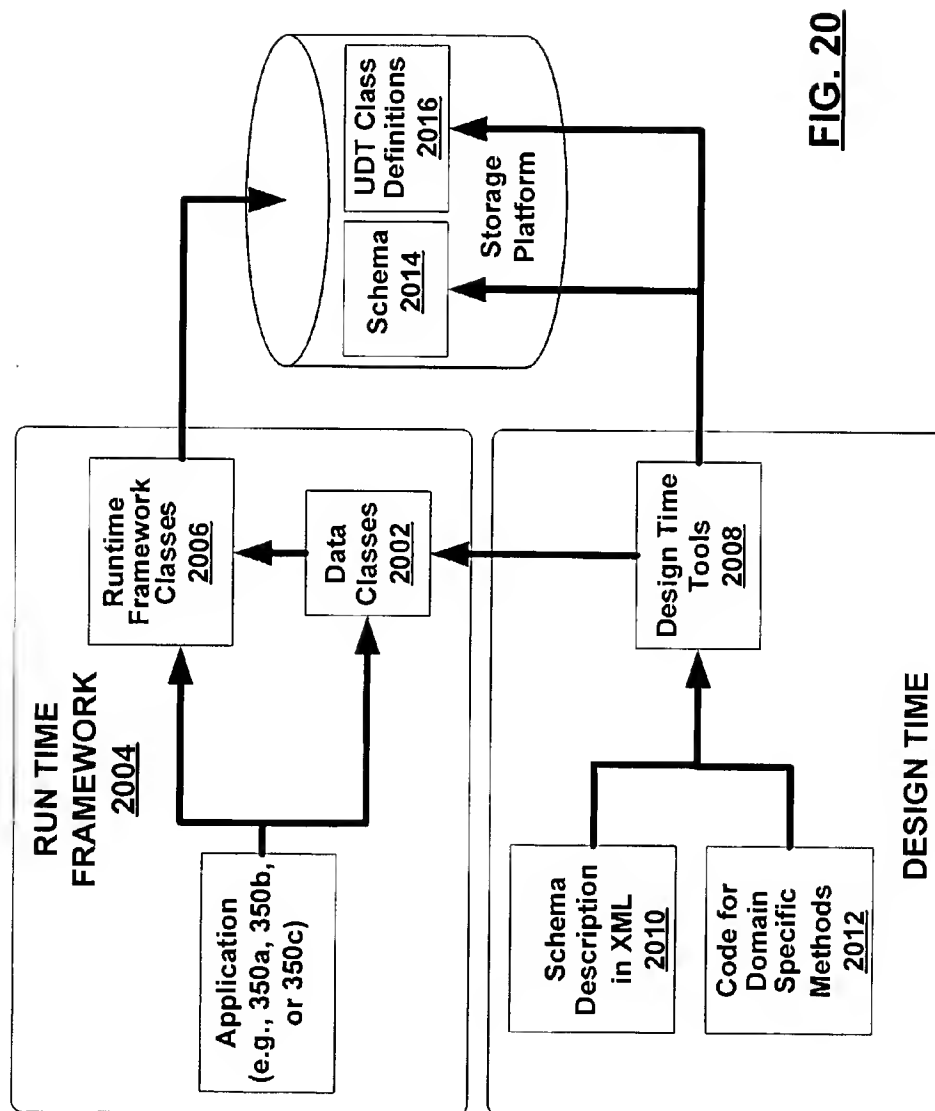 RUN TIME
FRAMEWORK
2004
Application
(e.g., 350a, 350b,
or 350c)
Runtime
Framework
Classes
2006
Data
Classes
2002
Schema
2014
UDT Class
Definitions
2016
Storage
Platform
Schema
Description
in XML
2010
Code for
Domain
Specific
Methods
2012
Design Time
Tools
2008
DESIGN TIME
FIG. 20